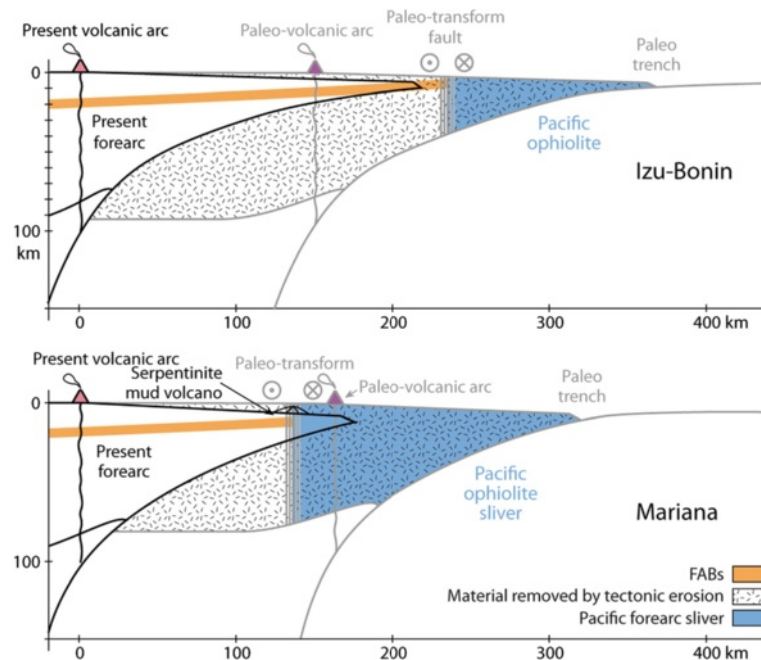 Present volcanic arc
Paleo-volcanic arc
Paleo-transform
fault
Paleo
trench
0
Present
forearc
Pacific
ophiolite
Izu-Bonin
100
km
0
100
200
300
400 km
Present volcanic arc
Paleo-transform
Serpentinite
mud volcano
Paleo-volcanic arc
Paleo
trench
0
Present
forearc
Pacific
ophiolite
sliver
Mariana
100
FABs
Material removed by tectonic erosion
Pacific forearc sliver
0
100
200
300
400 km